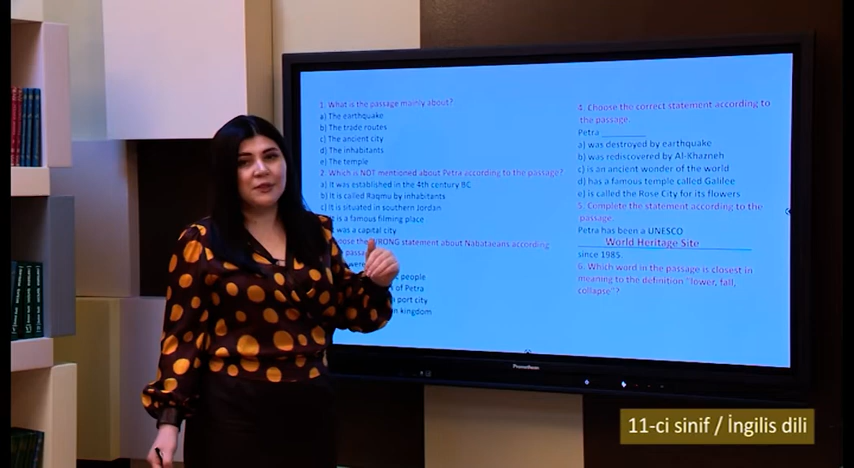 1. What is the passage mainly about?
a) The earthquake
b) The trade routes
c) The ancient city
d) The inhabitants
e) The temple
2. Which is NOT mentioned about Petra according to the passage?
a) It was established in the 4th century BC
b) It is called Raqmu by inhabitants
c) It is situated in southern Jordan
is a famous filming place
was a capital city
WRONG statement about Nabataeans according
were
people
of Petra
a port city
kingdom
4. Choose the correct statement according to
the passage.
Petra ________
a) was destroyed by earthquake
b) was rediscovered by Al-Khazneh
c) is an ancient wonder of the world
d) has a famous temple called Galilee
e) is called the Rose City for its flowers
5. Complete the statement according to the
passage.
Petra has been a UNESCO
World Heritage Site
since 1985.
6. Which word in the passage is closest in
meaning to the definition "lower, fall,
collapse"?
Promethean
11-ci sinif / İngilis dili